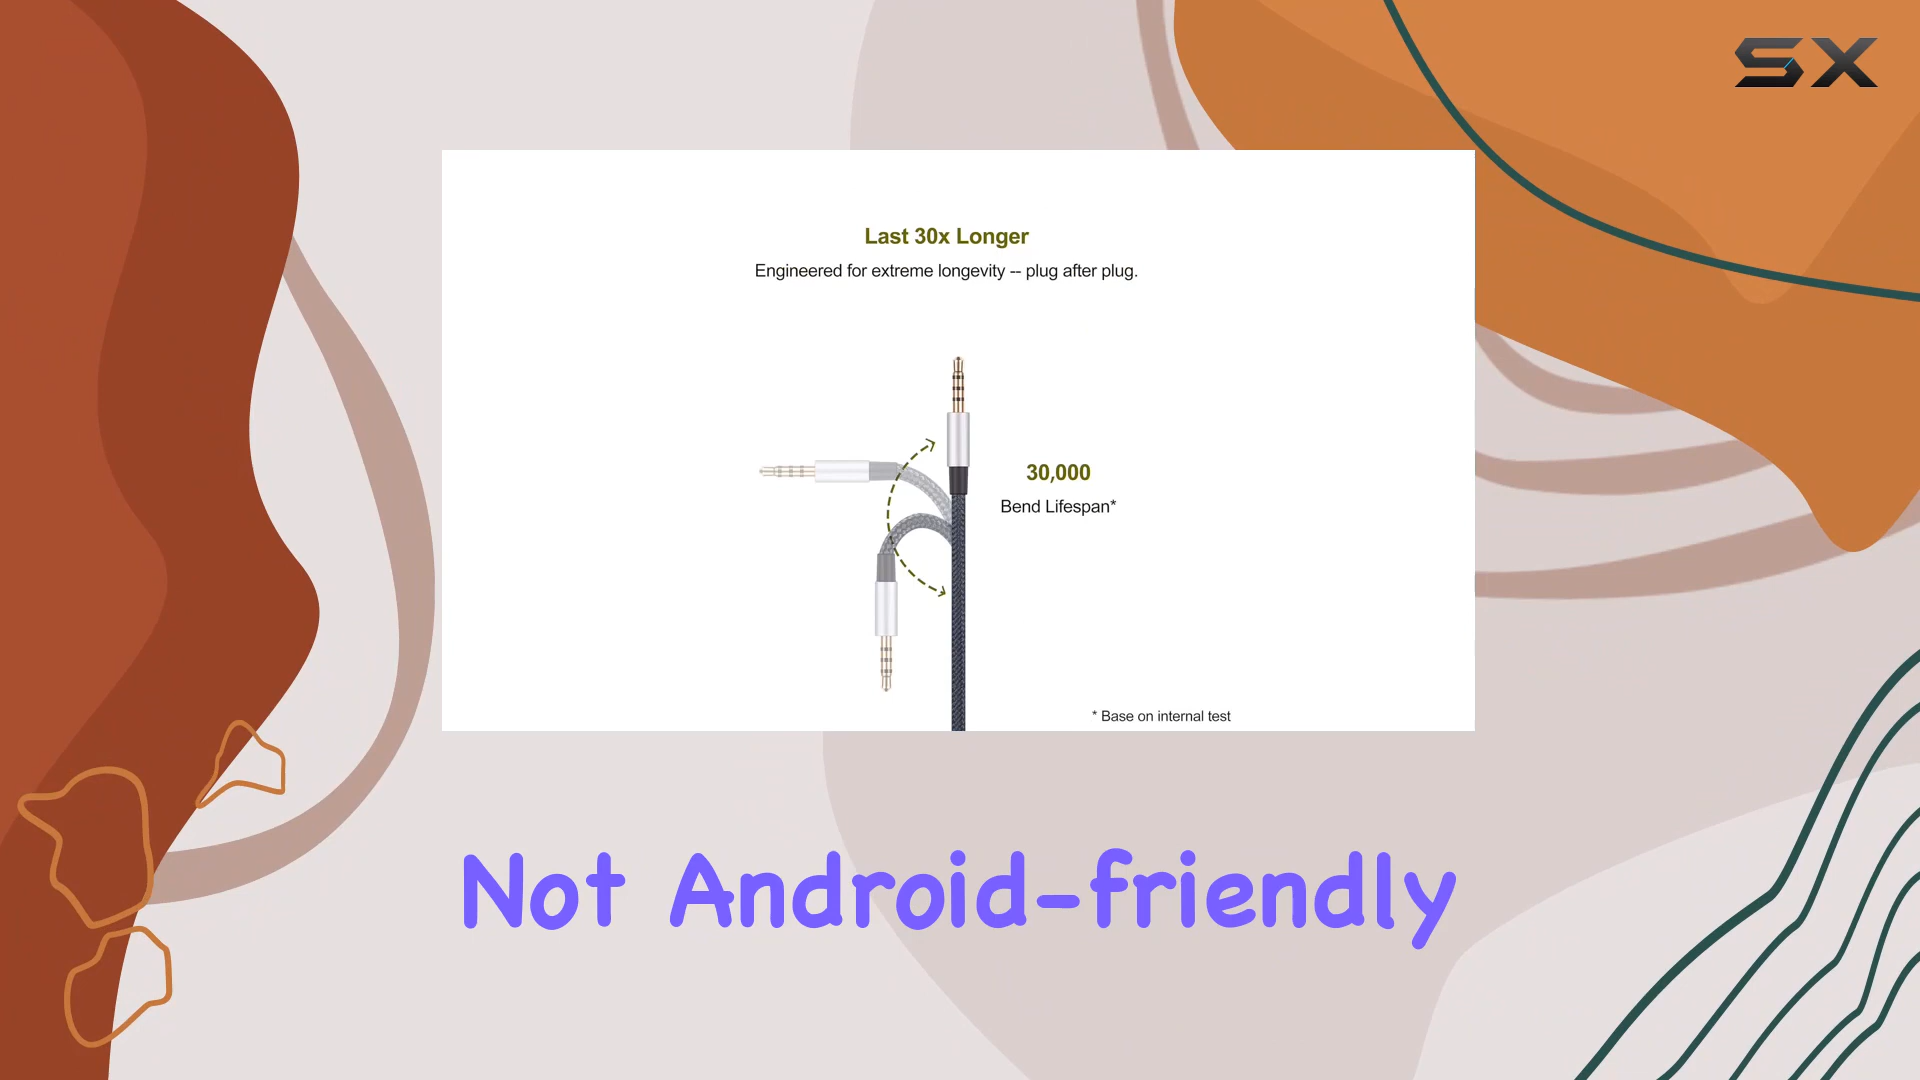 SX
Last 30x Longer
Engineered for extreme longevity -- plug after plug.
30,000
Bend Lifespan*
* Base on internal test
Not Android-friendly